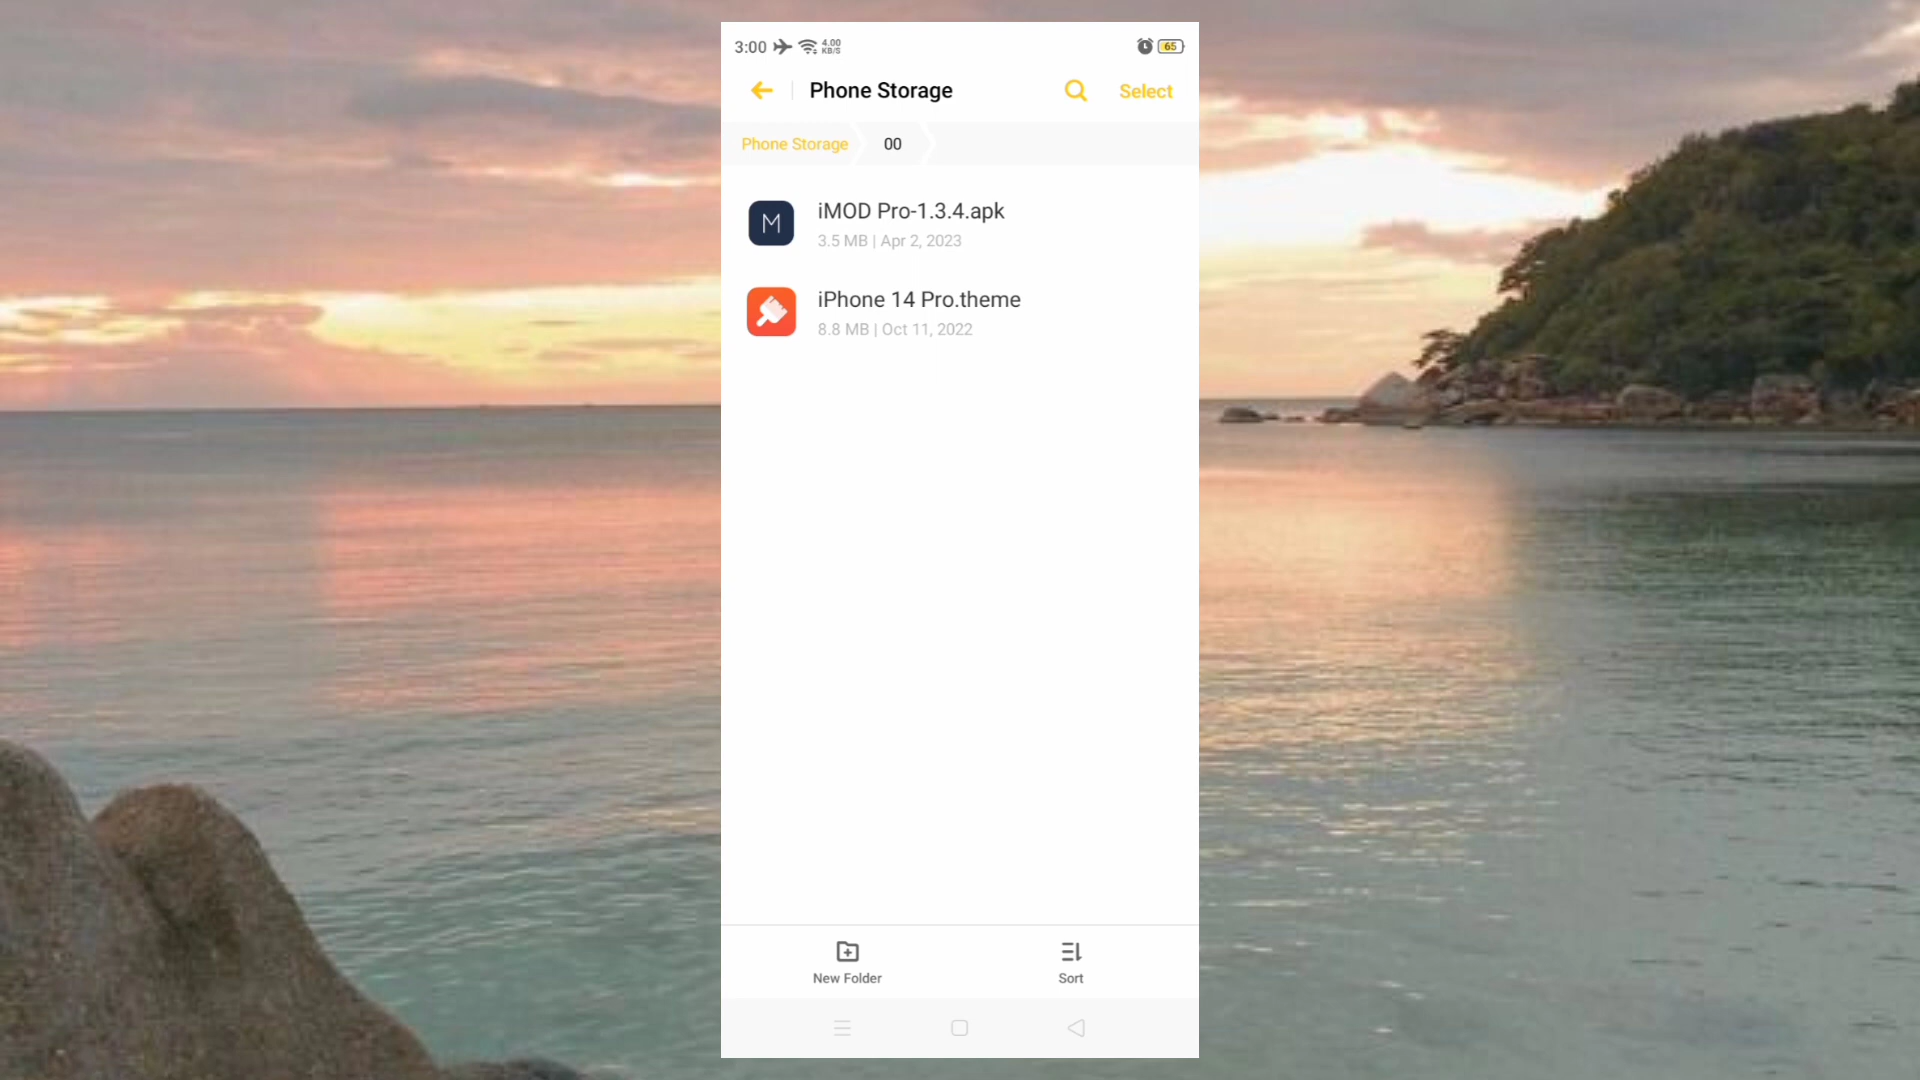 3:00 4.00 KB/S 65
Phone Storage Select
Phone Storage 00
M
iMOD Pro-1.3.4.apk
3.5 MB | Apr 2, 2023
iPhone 14 Pro.theme
8.8 MB | Oct 11, 2022
New Folder Sort